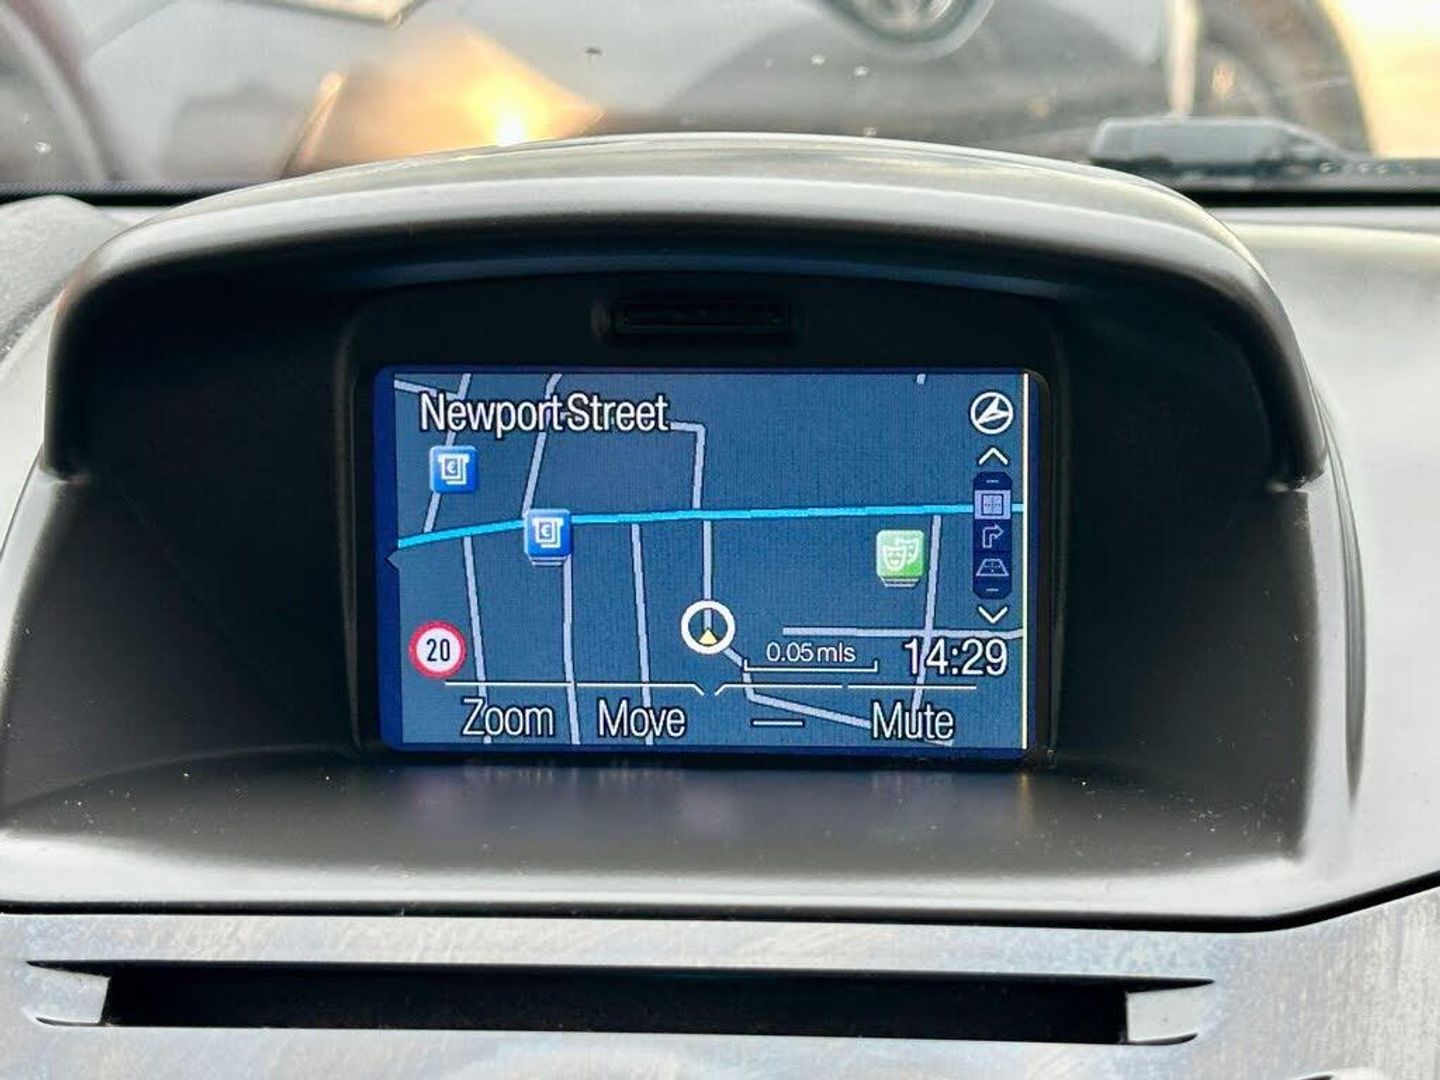 Newport Street
€
€
20
0.05 mls
14:29
Zoom
Move
Mute